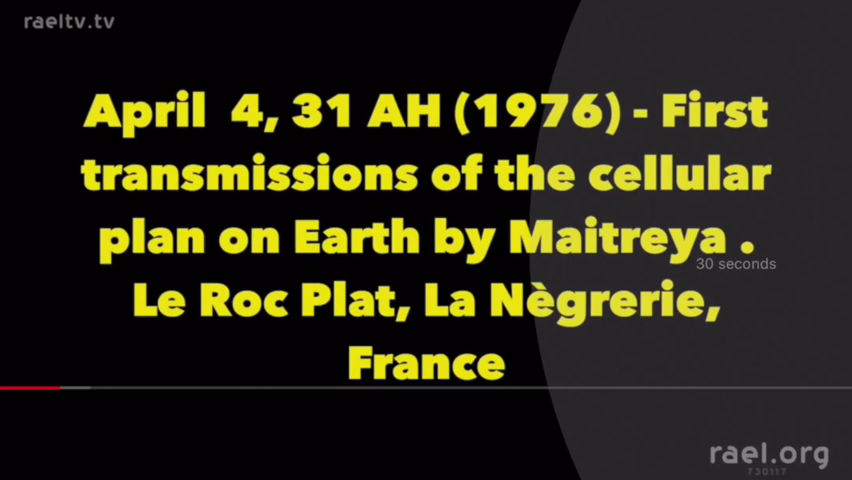 raeltv.tv
April 4, 31 AH (1976) - First
transmissions of the cellular
plan on Earth by Maitreya .
30 seconds
Le Roc Plat, La Nègrerie,
France
rael.org
730117